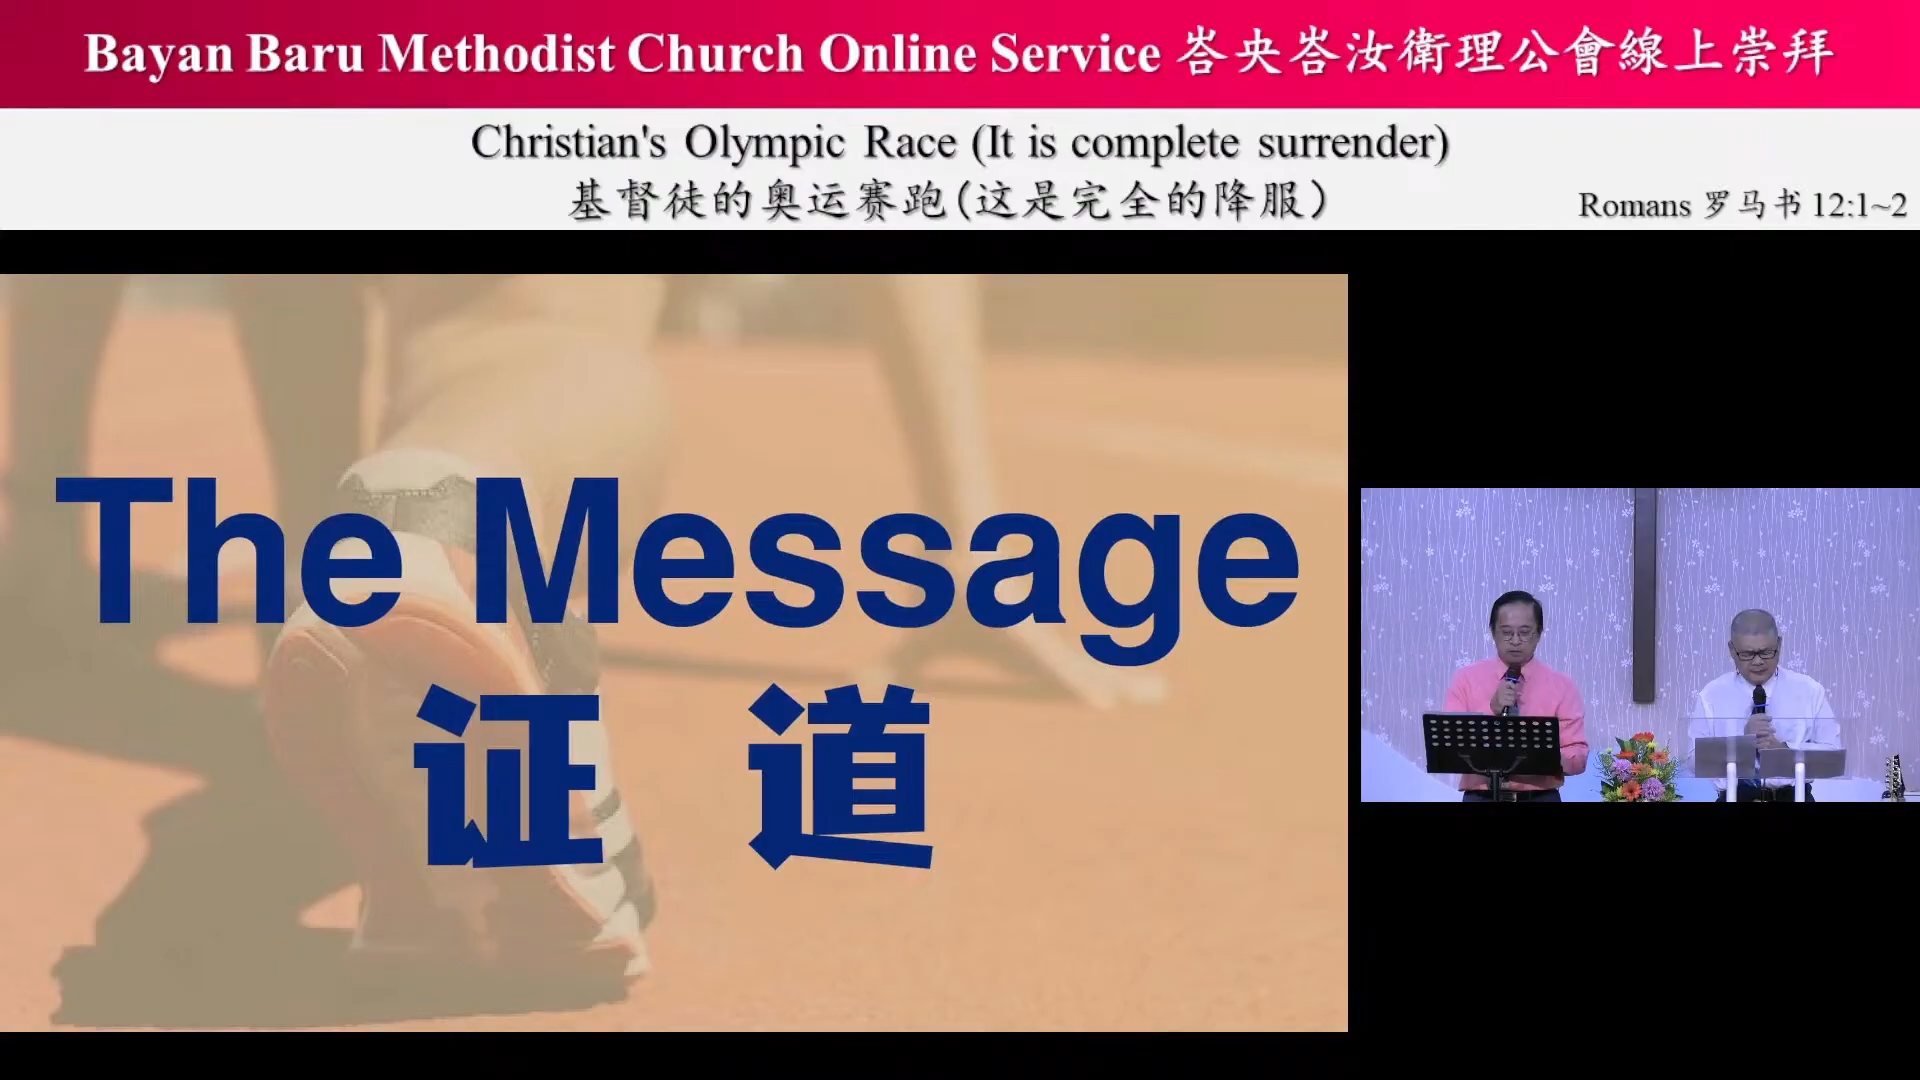 Bayan Baru Methodist Church Online Service 峇央峇汝衛理公會線上崇拜
Christian's Olympic Race (It is complete surrender)
基督徒的奥运赛跑(这是完全的降服)
Romans 罗马书 12:1~2
The Message
证 道